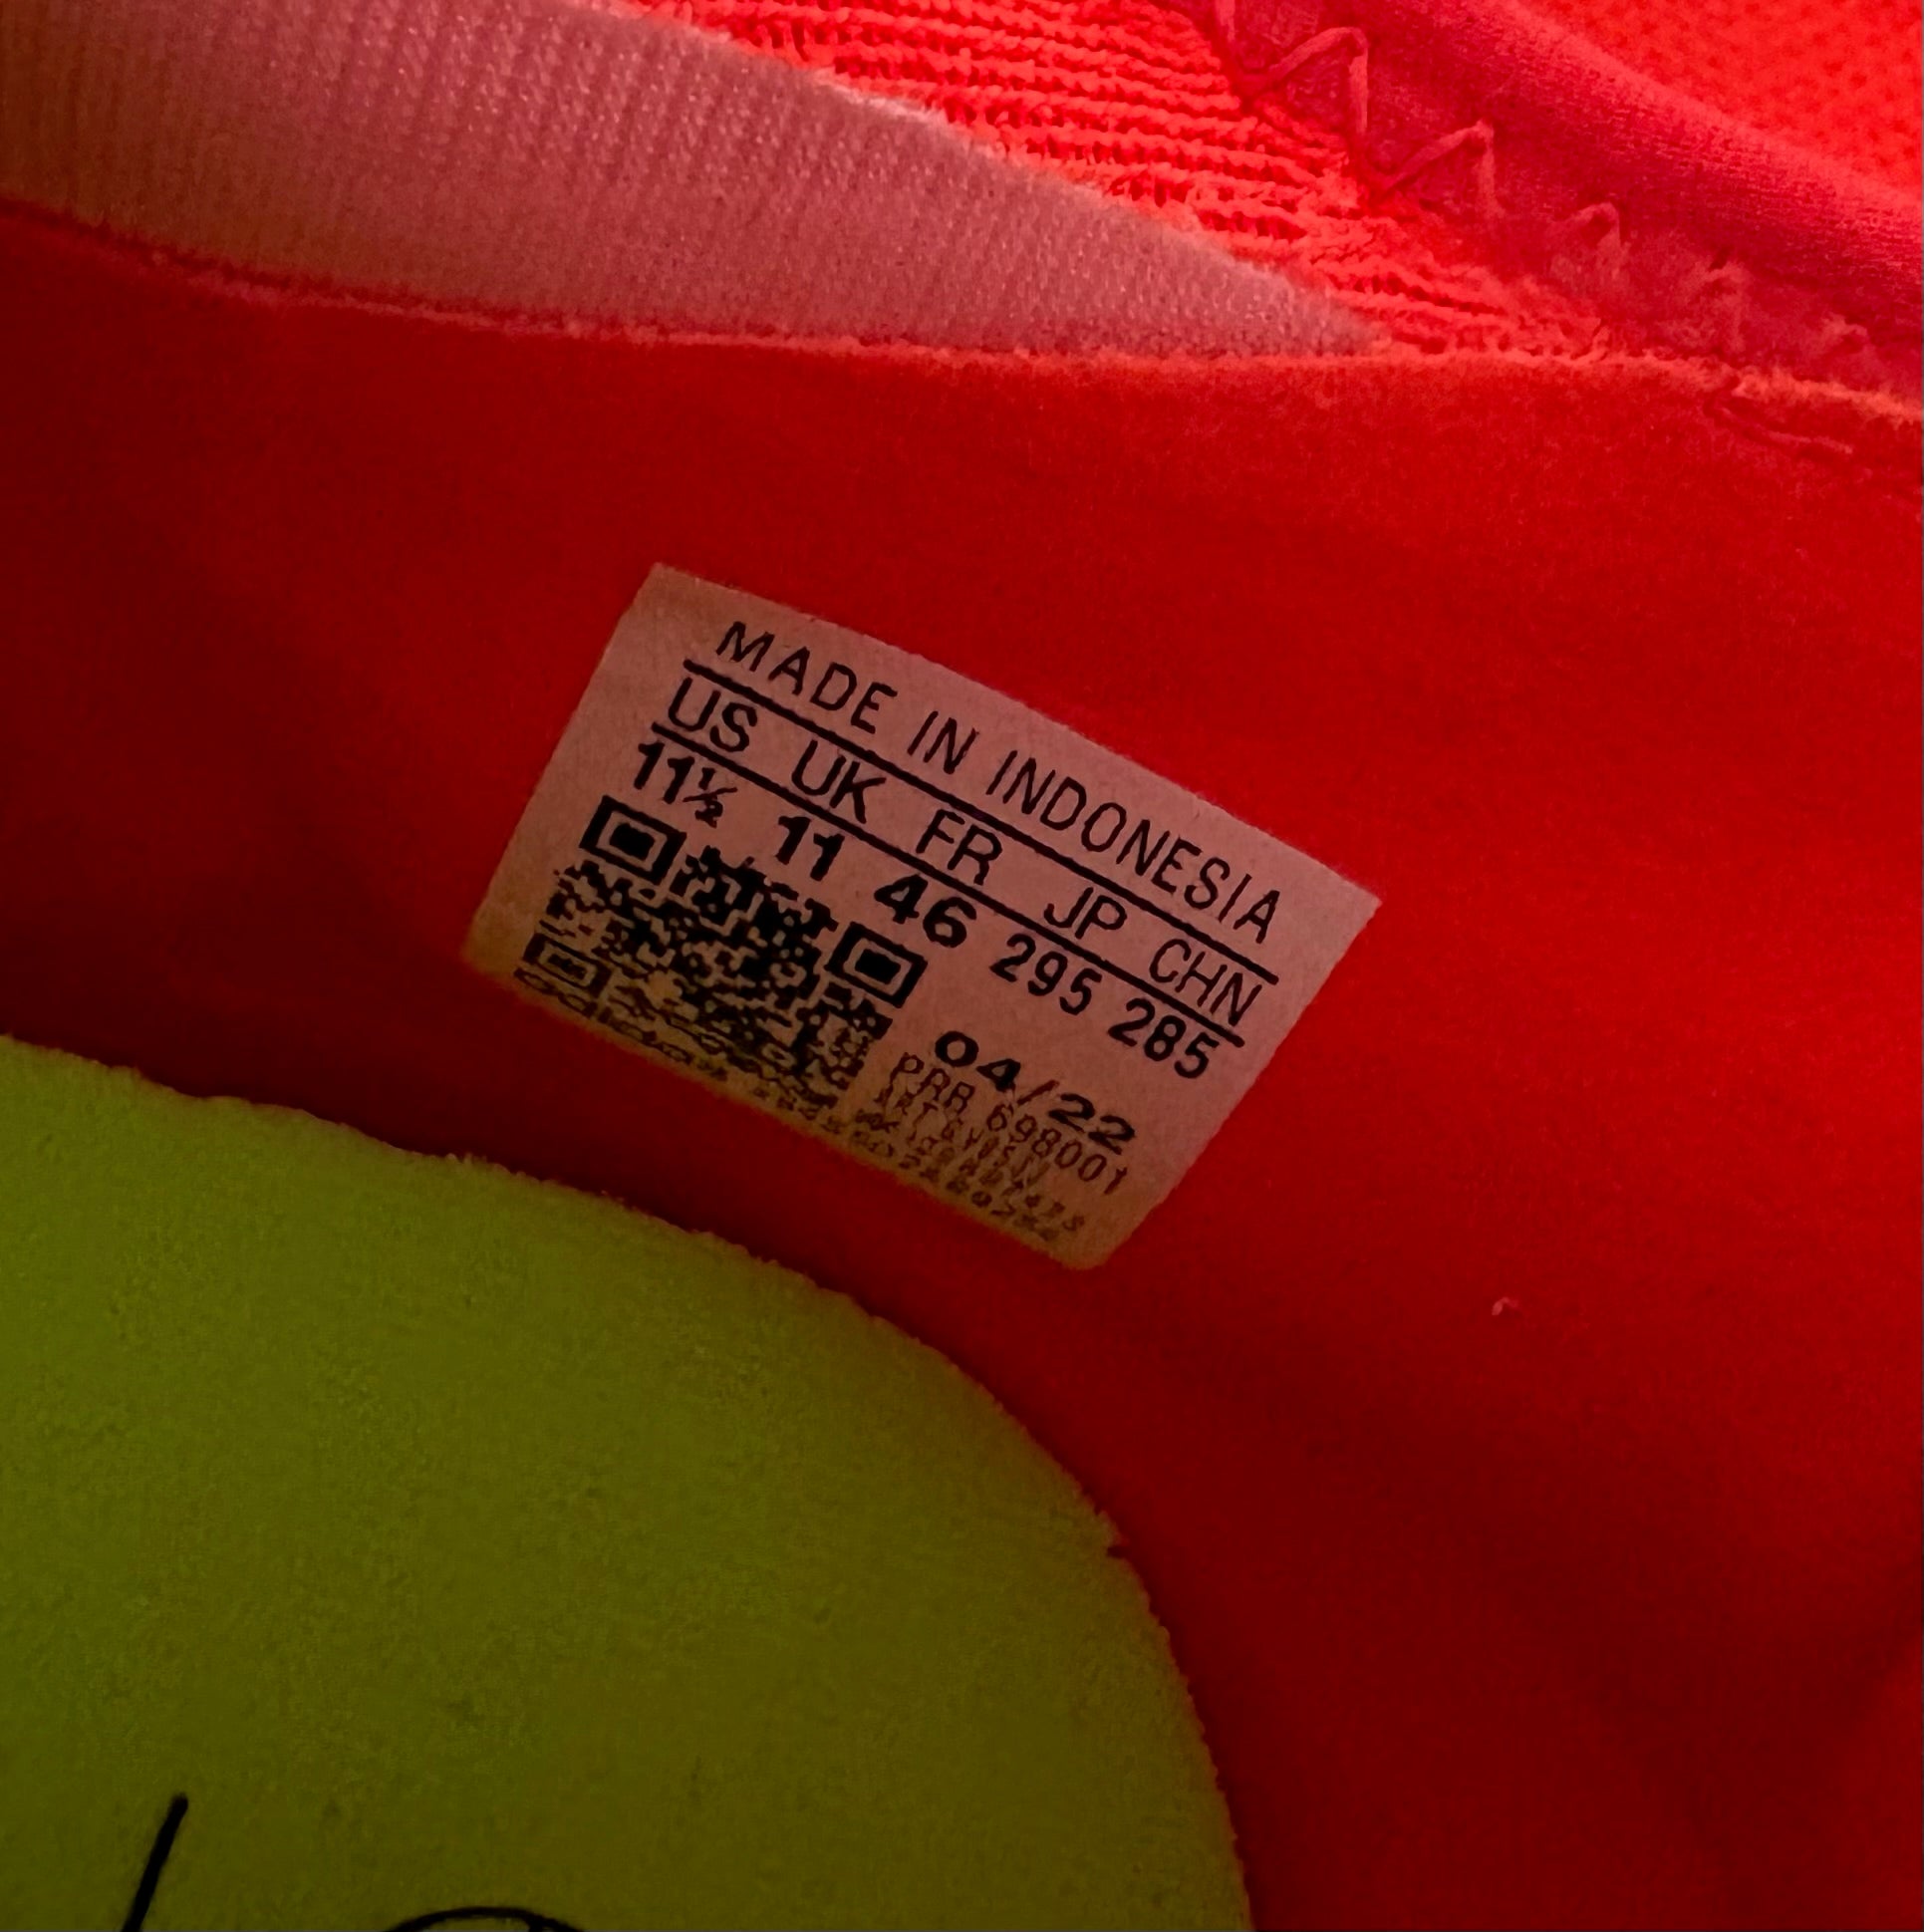 MADE IN INDONESIA
US UK FR JP CHN
11½ 11 46 295 285
04/22
PRR 698001